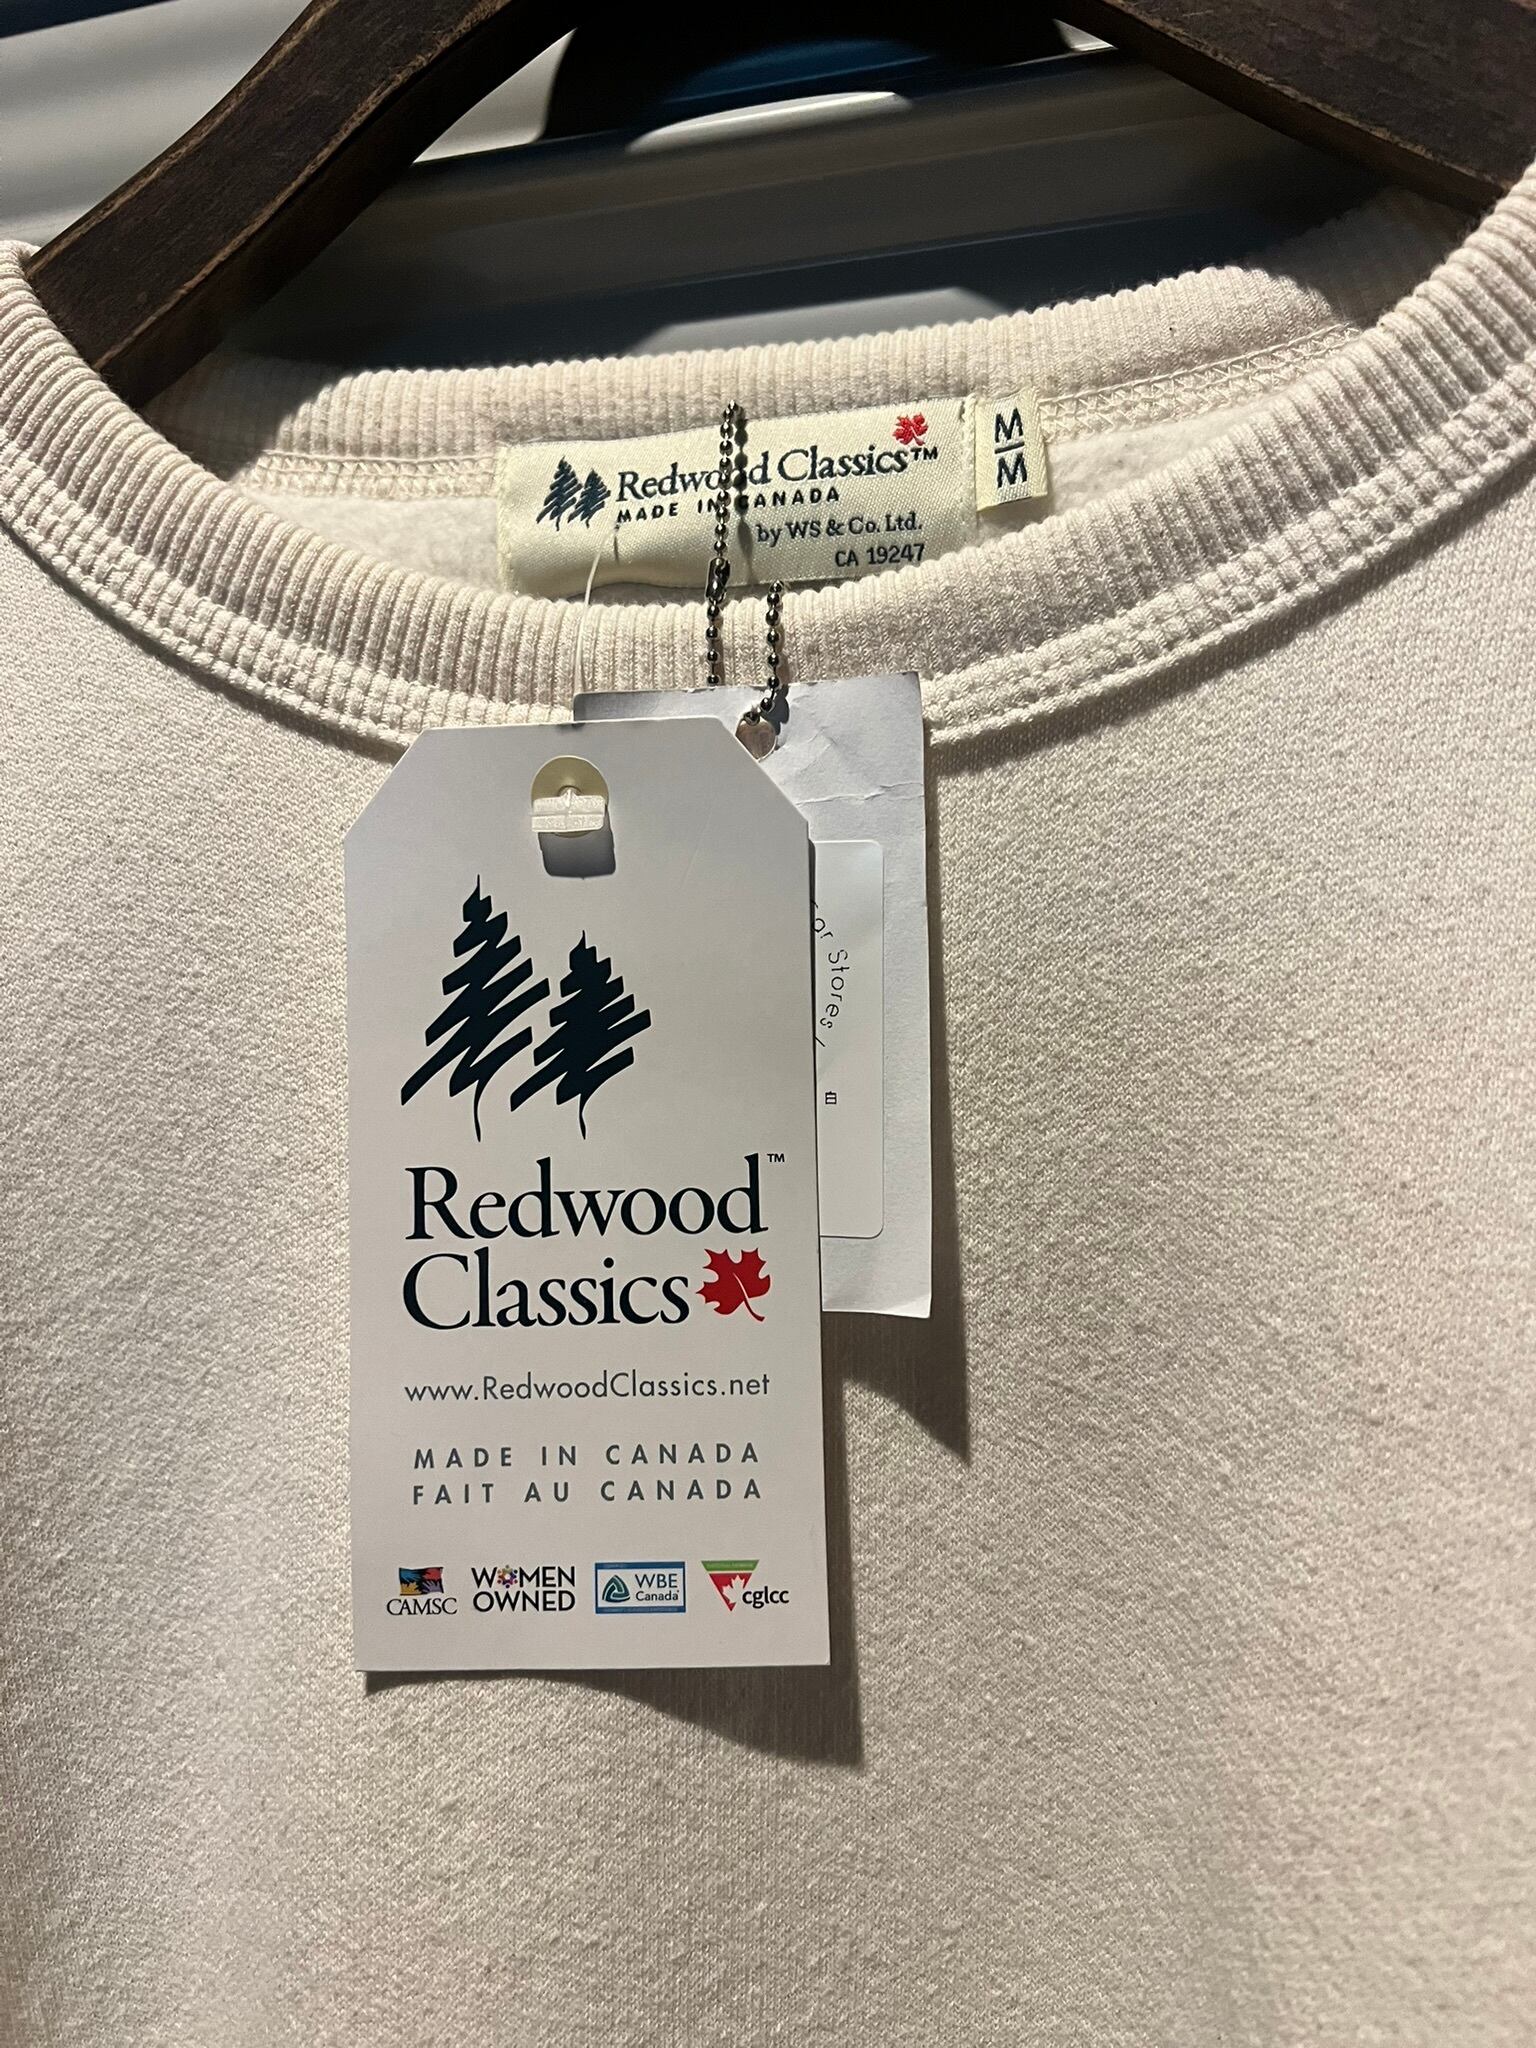 Redwood Classics™
MADE IN CANADA
by WS & Co. Ltd.
CA 19247
M
M
Redwood™
Classics
www.RedwoodClassics.net
MADE IN CANADA
FAIT AU CANADA
CAMSC
WOMEN
OWNED
WBE
Canada
cglcc
Stores